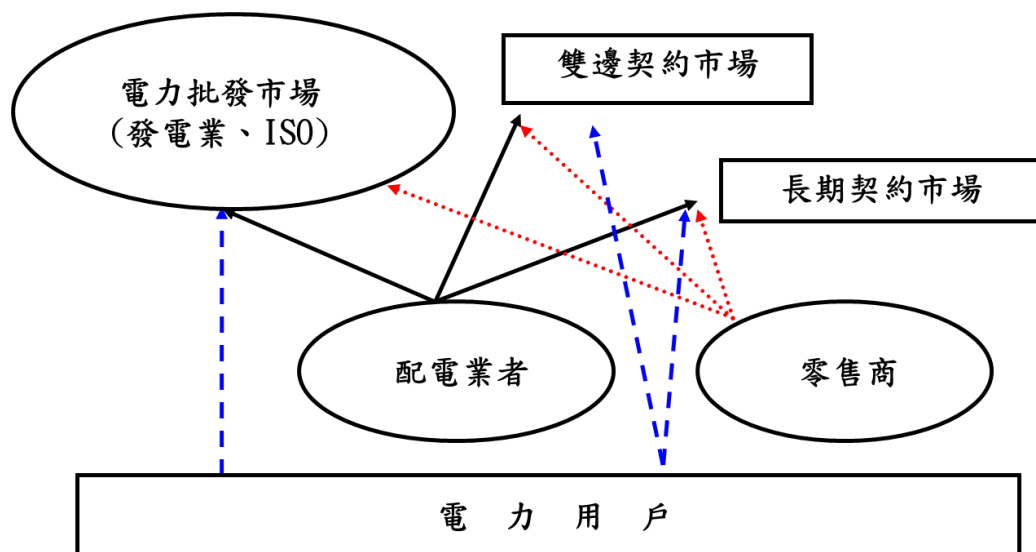 電力批發市場
(發電業、ISO)
雙邊契約市場
長期契約市場
配電業者
零售商
電力用戶